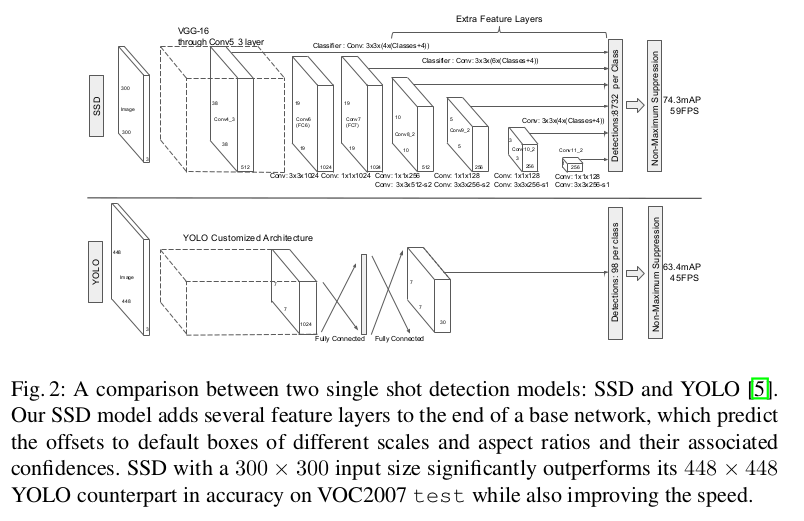 Extra Feature Layers
VGG-16
through Conv5_3 layer
Classifier : Conv: 3x3x(4x(Classes+4))
Classifier : Conv: 3x3x(6x(Classes+4))
Conv: 3x3x(4x(Classes+4))
SSD
300
Image
300
3
38
Conv4_3
38
512
19
Conv6
(FC6)
19
1024
19
Conv7
(FC7)
19
1024
10
Conv8_2
10
512
5
Conv9_2
5
256
3
Conv10_2
3
256
Conv11_2
256
Conv: 3x3x1024
Conv: 1x1x1024
Conv: 1x1x256
Conv: 3x3x512-s2
Conv: 1x1x128
Conv: 3x3x256-s2
Conv: 1x1x128
Conv: 3x3x256-s1
Conv: 1x1x128
Conv: 3x3x256-s1
Detections:8732 per Class
Non-Maximum Suppression
74.3mAP
59FPS
YOLO
448
Image
448
3
YOLO Customized Architecture
7
7
1024
Fully Connected
Fully Connected
7
7
30
Detections: 98 per class
Non-Maximum Suppression
63.4mAP
45FPS
Fig. 2: A comparison between two single shot detection models: SSD and YOLO [5].
Our SSD model adds several feature layers to the end of a base network, which predict
the offsets to default boxes of different scales and aspect ratios and their associated
confidences. SSD with a 300 × 300 input size significantly outperforms its 448 × 448
YOLO counterpart in accuracy on VOC2007 test while also improving the speed.